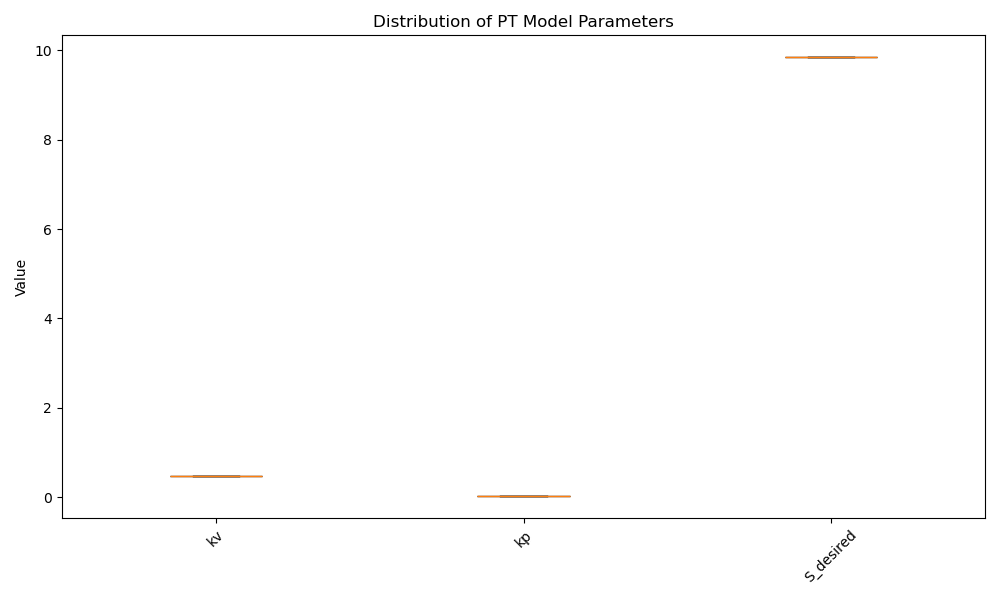 Distribution of PT Model Parameters
10
8
6
4
2
0
Value
kv
kp
S_desired